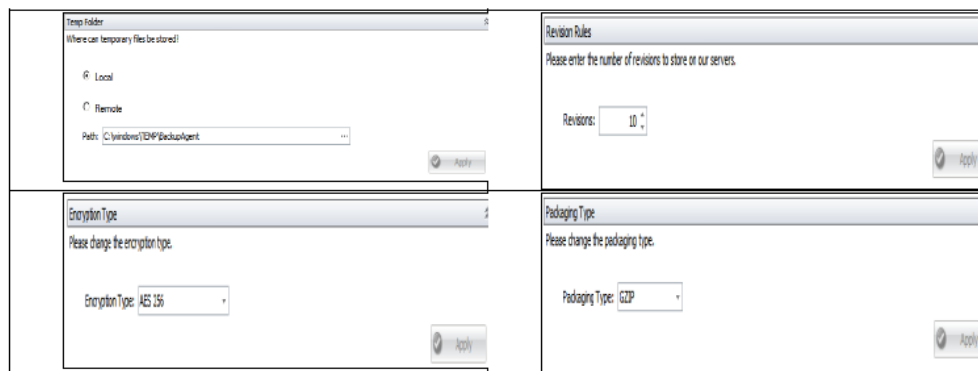 Temp Folder
Where can temporary files be stored!
Local
Remote
Path: C:\windows\TEMP\BackupAgent ...
Apply
Revision Rules
Please enter the number of revisions to store on our servers.
Revisions: 10
Apply
Encryption Type
Please change the encryption type.
Encryption Type: AES 256
Apply
Packaging Type
Please change the packaging type.
Packaging Type: GZIP
Apply